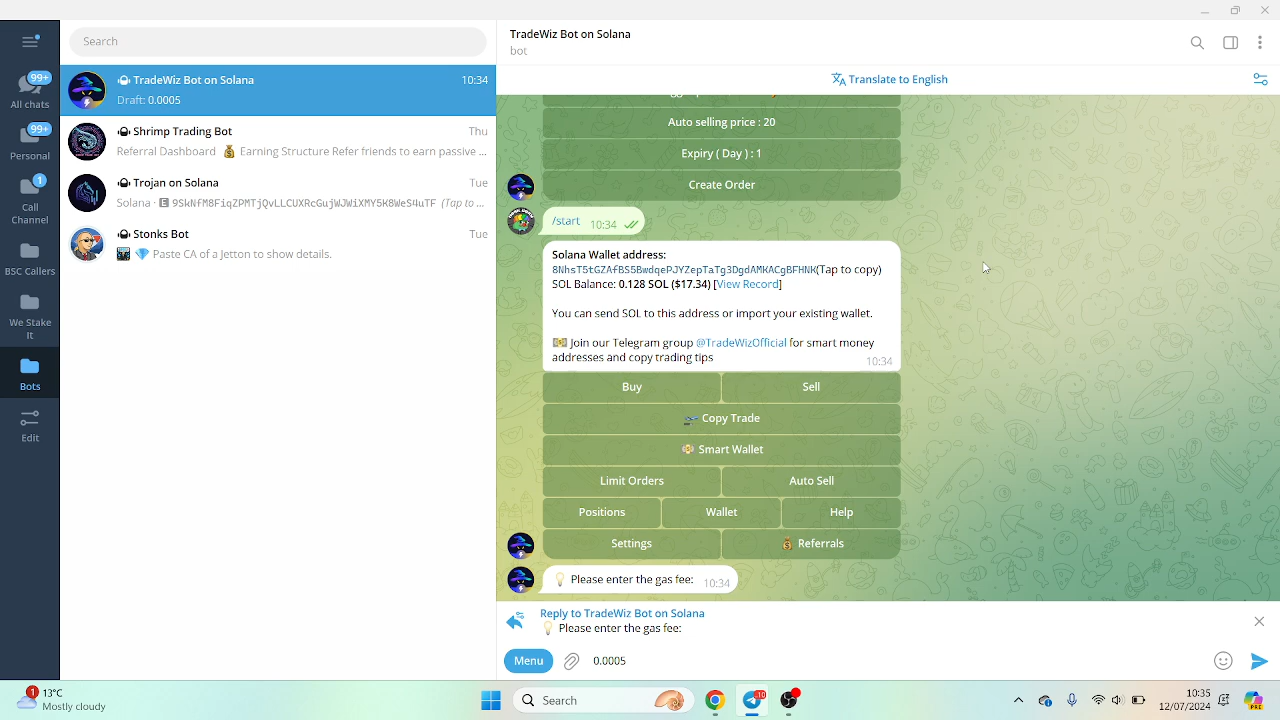 Search
TradeWiz Bot on Solana
bot
Translate to English
99+
All chats
99+
Personal
1
Call
Channel
BSC Callers
We Stake
It
Bots
Edit
TradeWiz Bot on Solana 10:34
Draft: 0.0005
Shrimp Trading Bot Thu
Referral Dashboard 💰 Earning Structure Refer friends to earn passive ...
Trojan on Solana Tue
Solana · 🅴 9SkNfM8FiqZPMTjQvLLCUXRcGujWJWiXMY5K8WeS4uTF (Tap to ...
Stonks Bot Tue
💎 Paste CA of a Jetton to show details.
Auto selling price : 20
Expiry ( Day ) : 1
Create Order
/start 10:34
Solana Wallet address:
8NhsT5tGZAfBS5BwdqePJYZepTaTg3DgdAMKACgBFHNK(Tap to copy)
SOL Balance: 0.128 SOL ($17.34) [View Record]
You can send SOL to this address or import your existing wallet.
💵 Join our Telegram group @TradeWizOfficial for smart money
addresses and copy trading tips
10:34
Buy Sell
Copy Trade
Smart Wallet
Limit Orders Auto Sell
Positions Wallet Help
Settings 💰 Referrals
💡 Please enter the gas fee: 10:34
Reply to TradeWiz Bot on Solana
💡 Please enter the gas fee:
Menu 0.0005
1 13°C
Mostly cloudy
Search
10
10:35
12/07/2024
PRE